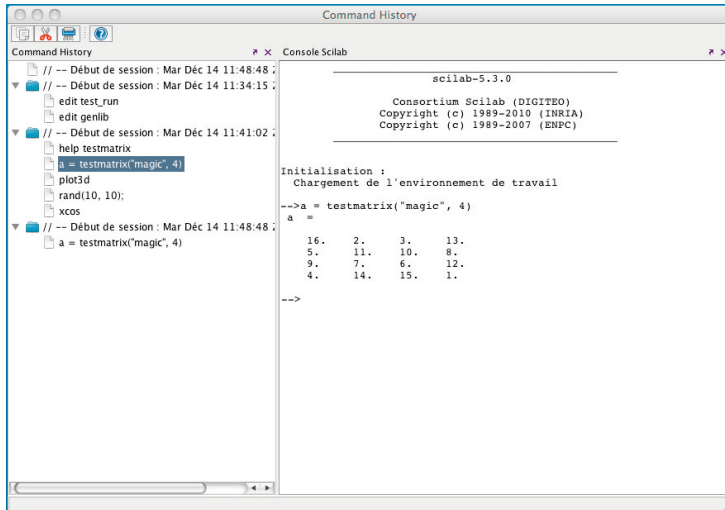 Command History
Command History
// -- Début de session : Mar Déc 14 11:48:48
// -- Début de session : Mar Déc 14 11:34:15
edit test_run
edit genlib
// -- Début de session : Mar Déc 14 11:41:02
help testmatrix
a = testmatrix("magic", 4)
plot3d
rand(10, 10);
xcos
// -- Début de session : Mar Déc 14 11:48:48
a = testmatrix("magic", 4)
Console Scilab
scilab-5.3.0
Consortium Scilab (DIGITEO)
Copyright (c) 1989-2010 (INRIA)
Copyright (c) 1989-2007 (ENPC)
Initialisation :
Chargement de l'environnement de travail
-->a = testmatrix("magic", 4)
a =
16. 2. 3. 13.
5. 11. 10. 8.
9. 7. 6. 12.
4. 14. 15. 1.
-->